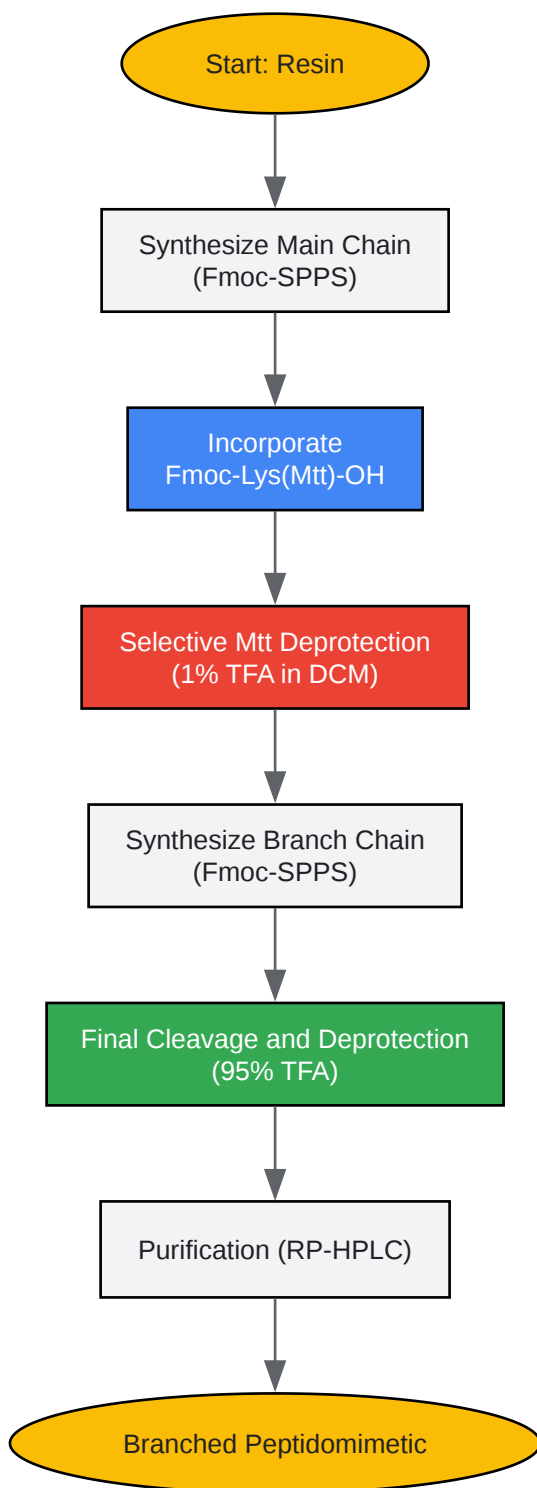 Start: Resin
Synthesize Main Chain
(Fmoc-SPPS)
Incorporate
Fmoc-Lys(Mtt)-OH
Selective Mtt Deprotection
(1% TFA in DCM)
Synthesize Branch Chain
(Fmoc-SPPS)
Final Cleavage and Deprotection
(95% TFA)
Purification (RP-HPLC)
Branched Peptidomimetic